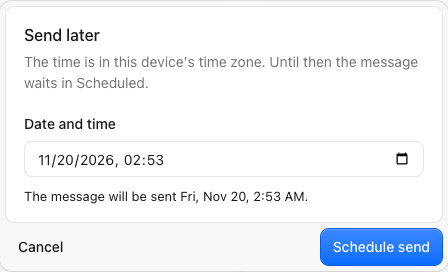 Send later
The time is in this device's time zone. Until then the message
waits in Scheduled.
Date and time
11/20/2026, 02:53
The message will be sent Fri, Nov 20, 2:53 AM.
Cancel
Schedule send